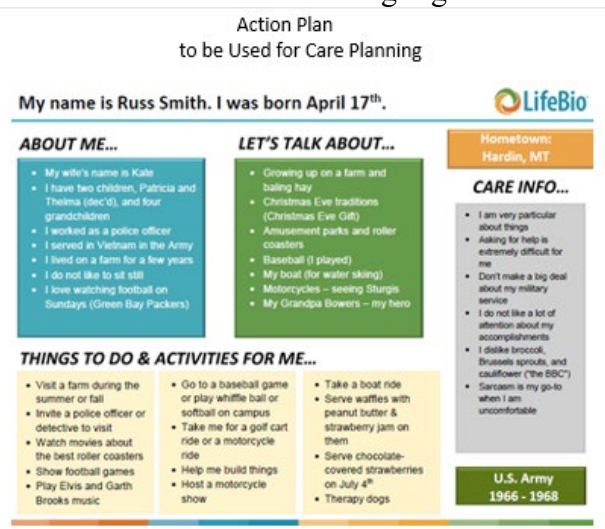 Action Plan
to be Used for Care Planning
My name is Russ Smith. I was born April 17th.
LifeBio
ABOUT ME...
• My wife's name is Kate
• I have two children, Patricia and
Thelma (dec'd), and four
grandchildren
• I worked as a police officer
• I served in Vietnam in the Army
• I lived on a farm for a few years
• I do not like to sit still
• I love watching football on
Sundays (Green Bay Packers)
LET'S TALK ABOUT...
• Growing up on a farm and
baling hay
• Christmas Eve traditions
(Christmas Eve Gift)
• Amusement parks and roller
coasters
• Baseball (I played)
• My boat (for water skiing)
• Motorcycles – seeing Sturgis
• My Grandpa Bowers – my hero
Hometown:
Hardin, MT
CARE INFO...
• I am very particular
about things
• Asking for help is
extremely difficult for
me
• Don't make a big deal
about my military
service
• I do not like a lot of
attention about my
accomplishments
• I dislike broccoli,
Brussels sprouts, and
cauliflower ("the BBC")
• Sarcasm is my go-to
when I am
uncomfortable
THINGS TO DO & ACTIVITIES FOR ME...
• Visit a farm during the
summer or fall
• Invite a police officer or
detective to visit
• Watch movies about
the best roller coasters
• Show football games
• Play Elvis and Garth
Brooks music
• Go to a baseball game
or play whiffle ball or
softball on campus
• Take me for a golf cart
ride or a motorcycle
ride
• Help me build things
• Host a motorcycle
show
• Take a boat ride
• Serve waffles with
peanut butter &
strawberry jam on
them
• Serve chocolate-
covered strawberries
on July 4th
• Therapy dogs
U.S. Army
1966 - 1968